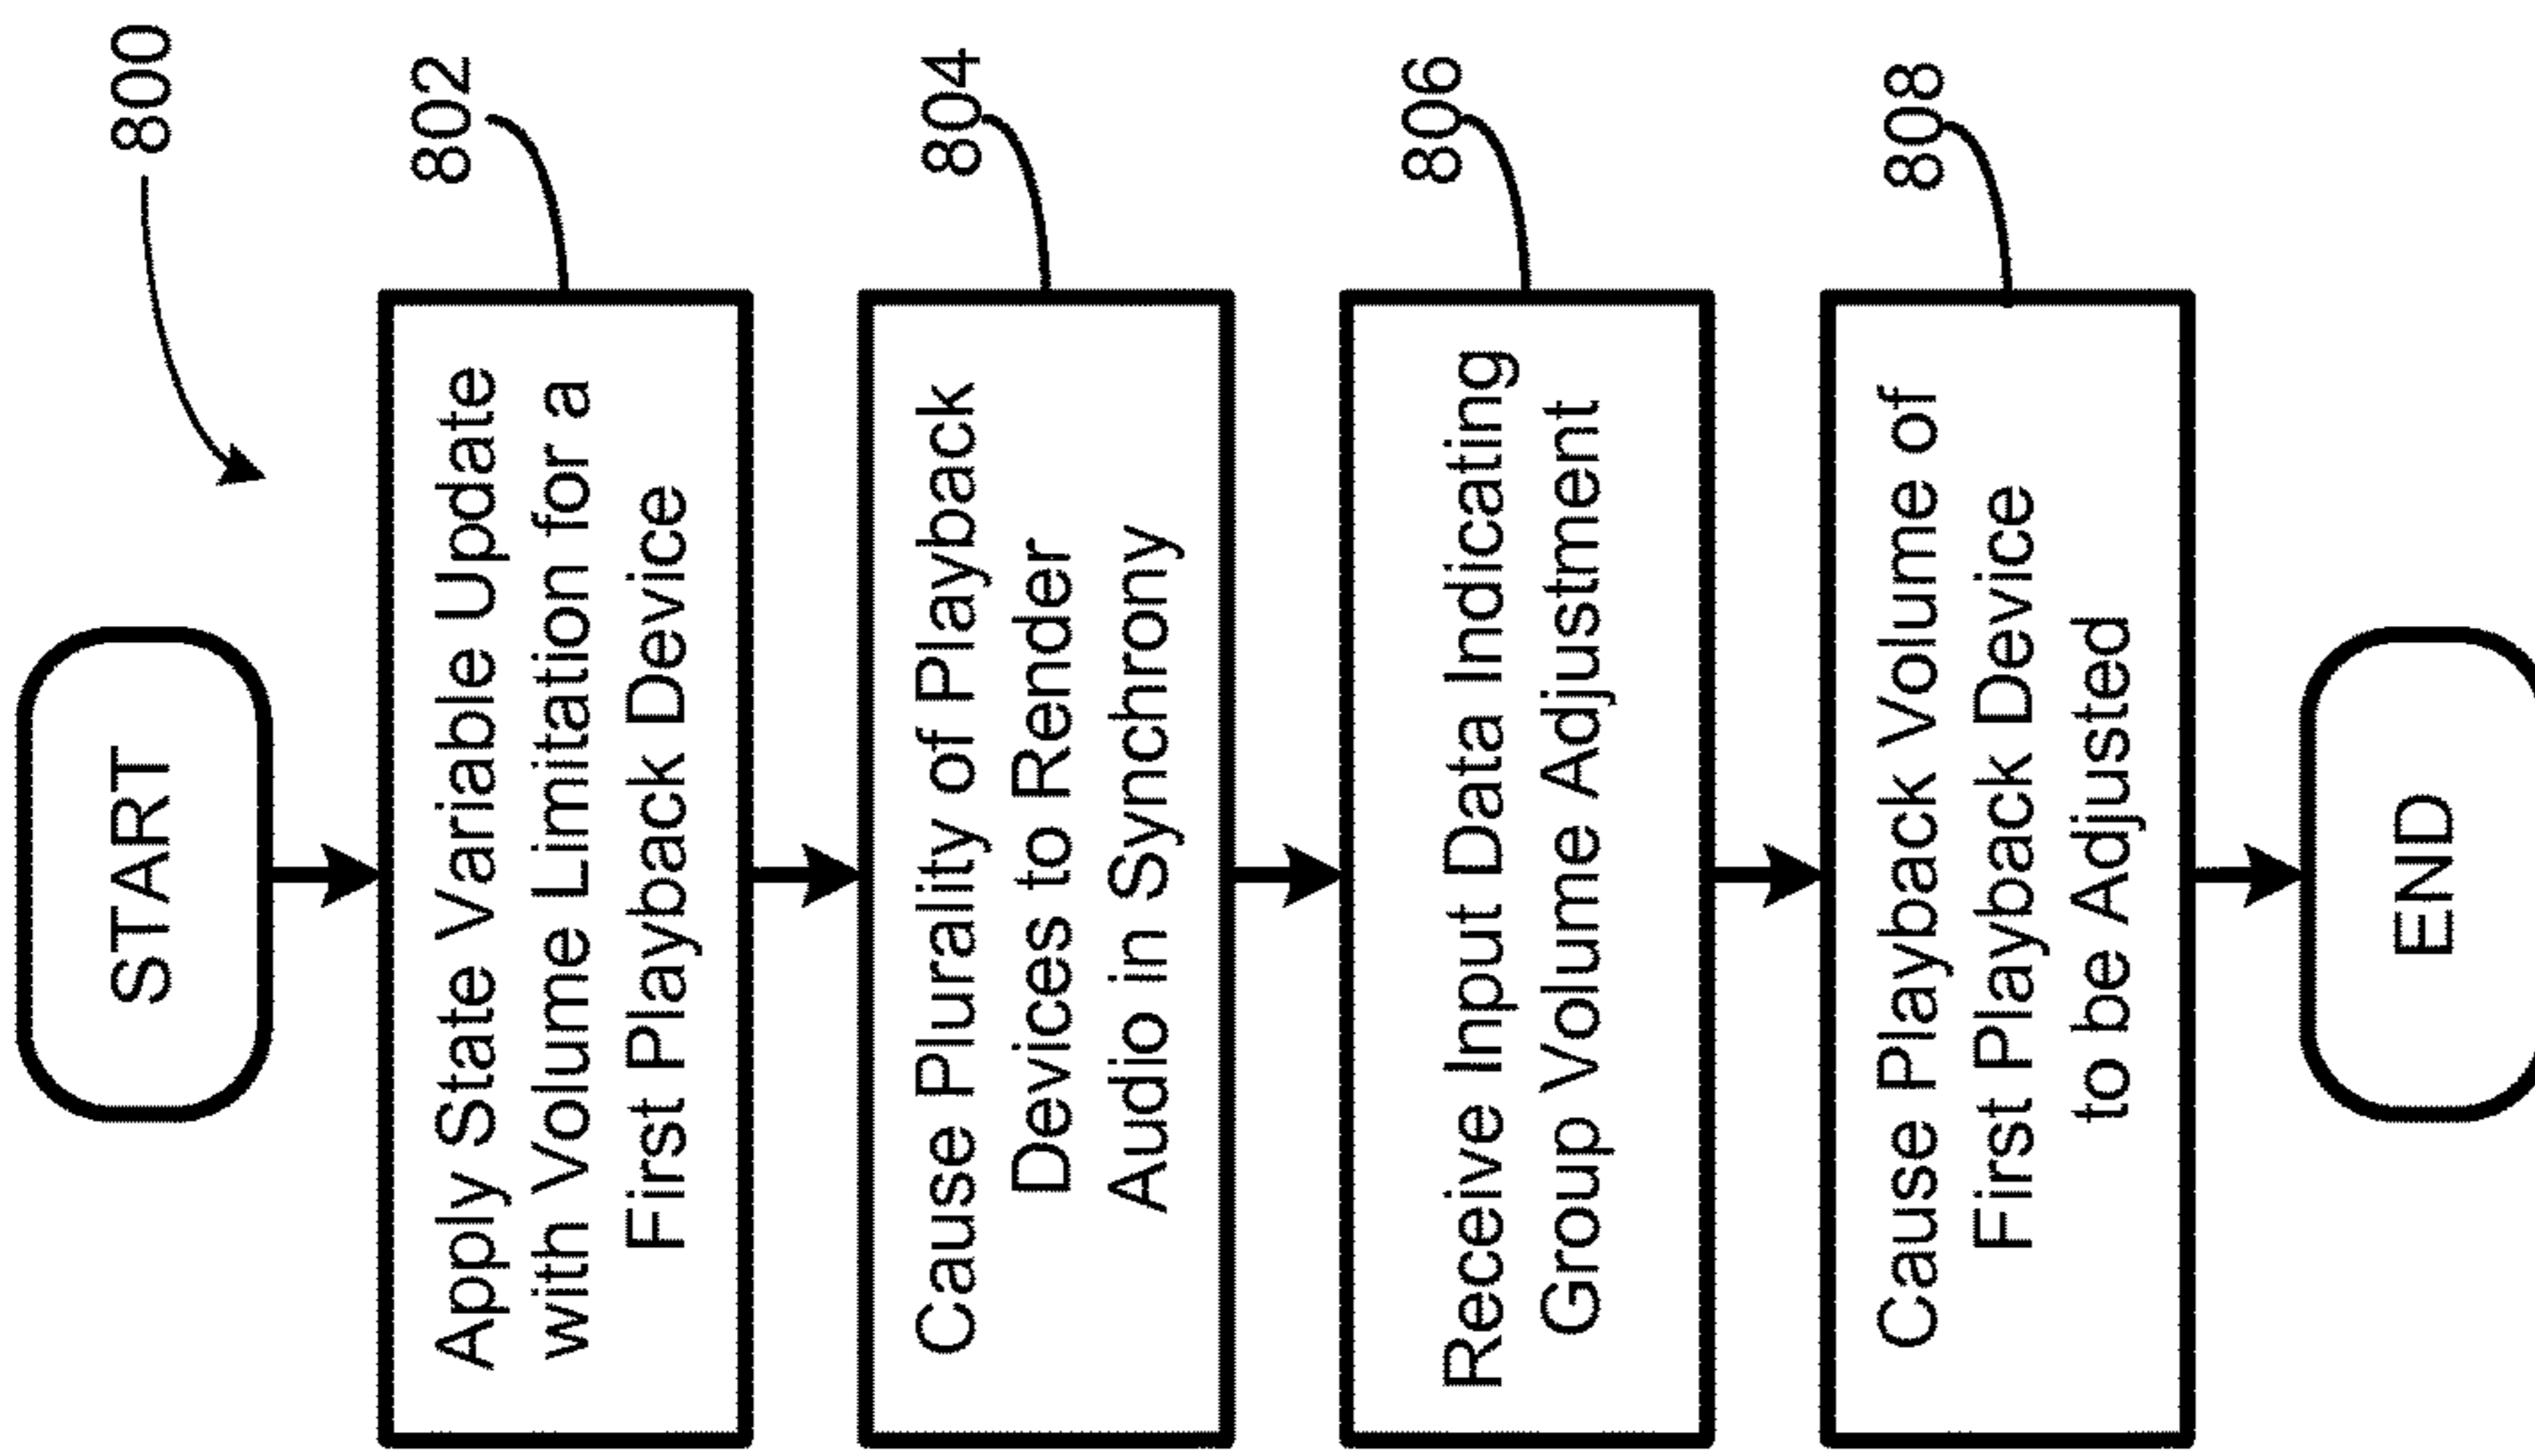 800
START
802
Apply State Variable Update
with Volume Limitation for a
First Playback Device
804
Cause Plurality of Playback
Devices to Render
Audio in Synchrony
806
Receive Input Data Indicating
Group Volume Adjustment
808
Cause Playback Volume of
First Playback Device
to be Adjusted
END